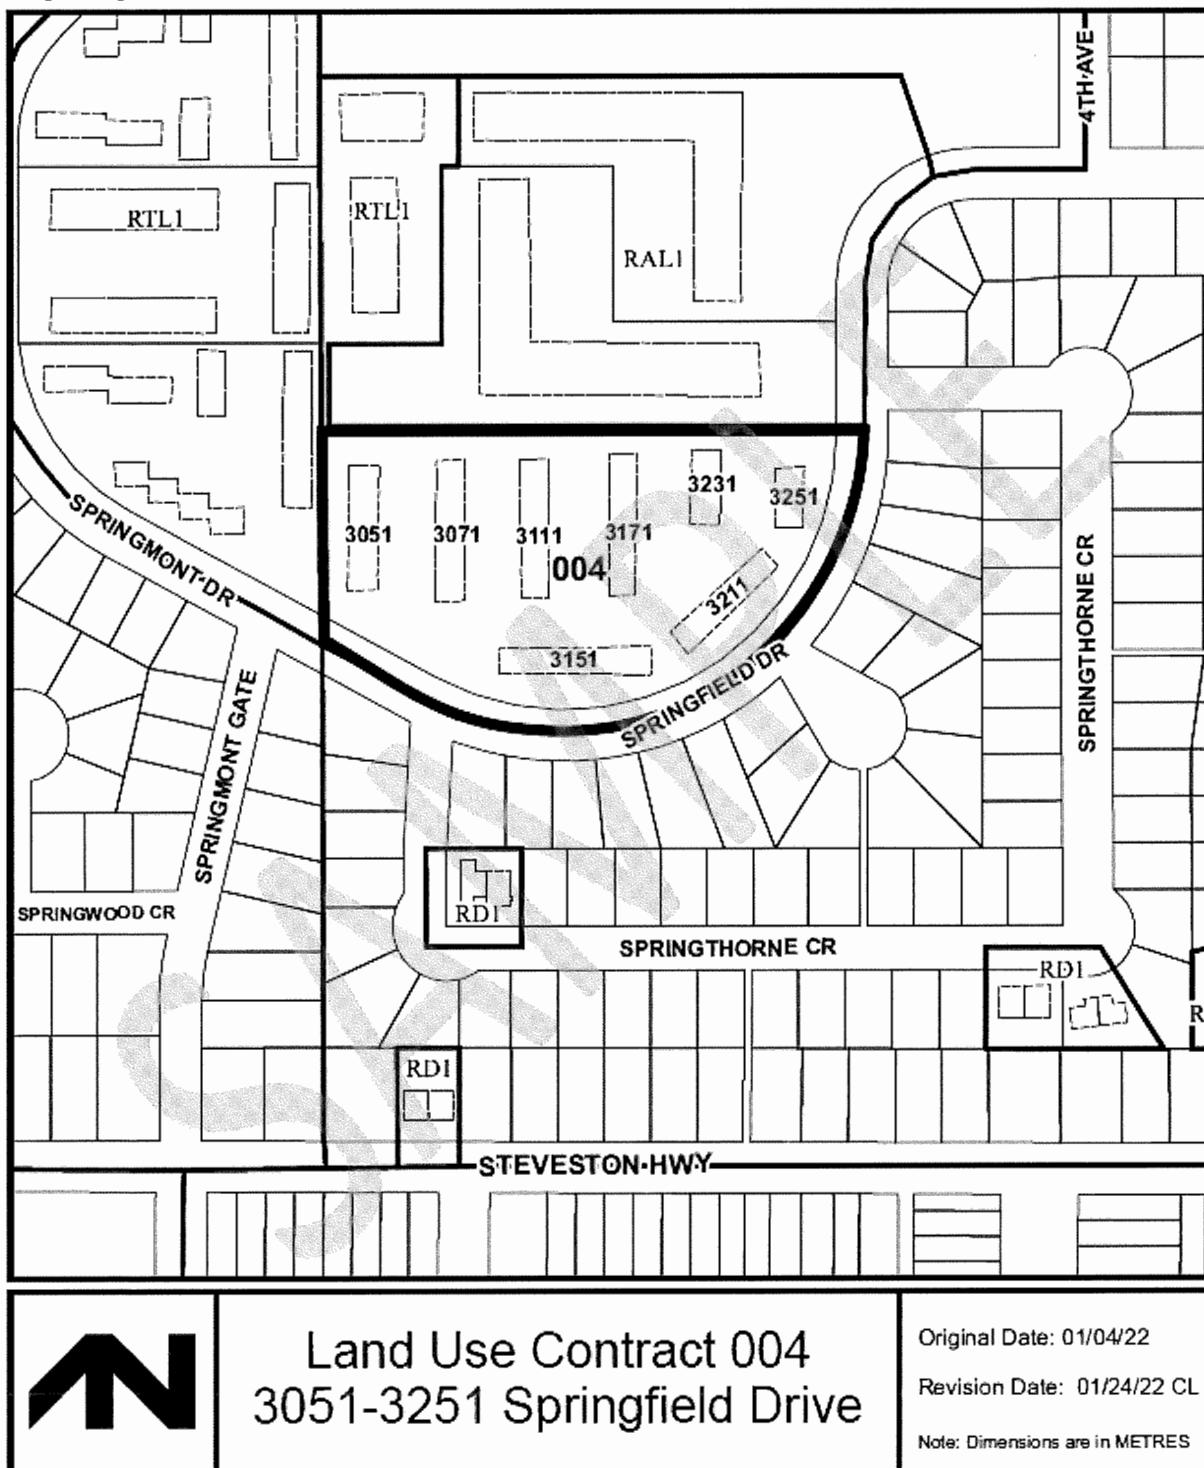 4TH AVE
RTL1
RTL1
RAL1
3231
3251
3051
3071
3111
3171
004
3211
3151
SPRINGMONT DR
SPRINGFIELD DR
SPRINGTHORNE CR
SPRINGMONT GATE
SPRINGWOOD CR
RD1
SPRINGTHORNE CR
RD1
R
RD1
STEVESTON HWY
SAMPLE
Land Use Contract 004
3051-3251 Springfield Drive
Original Date: 01/04/22
Revision Date: 01/24/22 CL
Note: Dimensions are in METRES